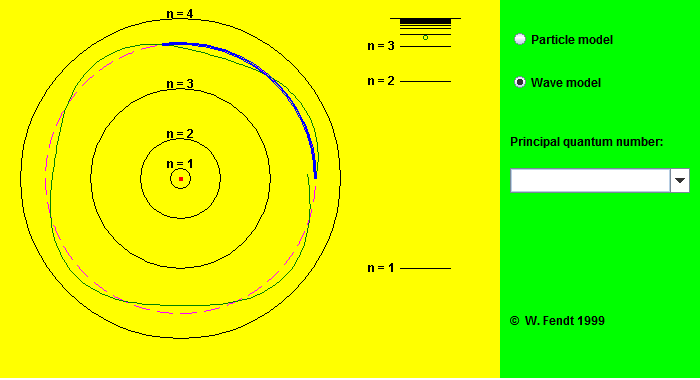 n = 4
n = 3
n = 2
n = 1
n = 3
n = 2
n = 1
Particle model
Wave model
Principal quantum number:
© W. Fendt 1999